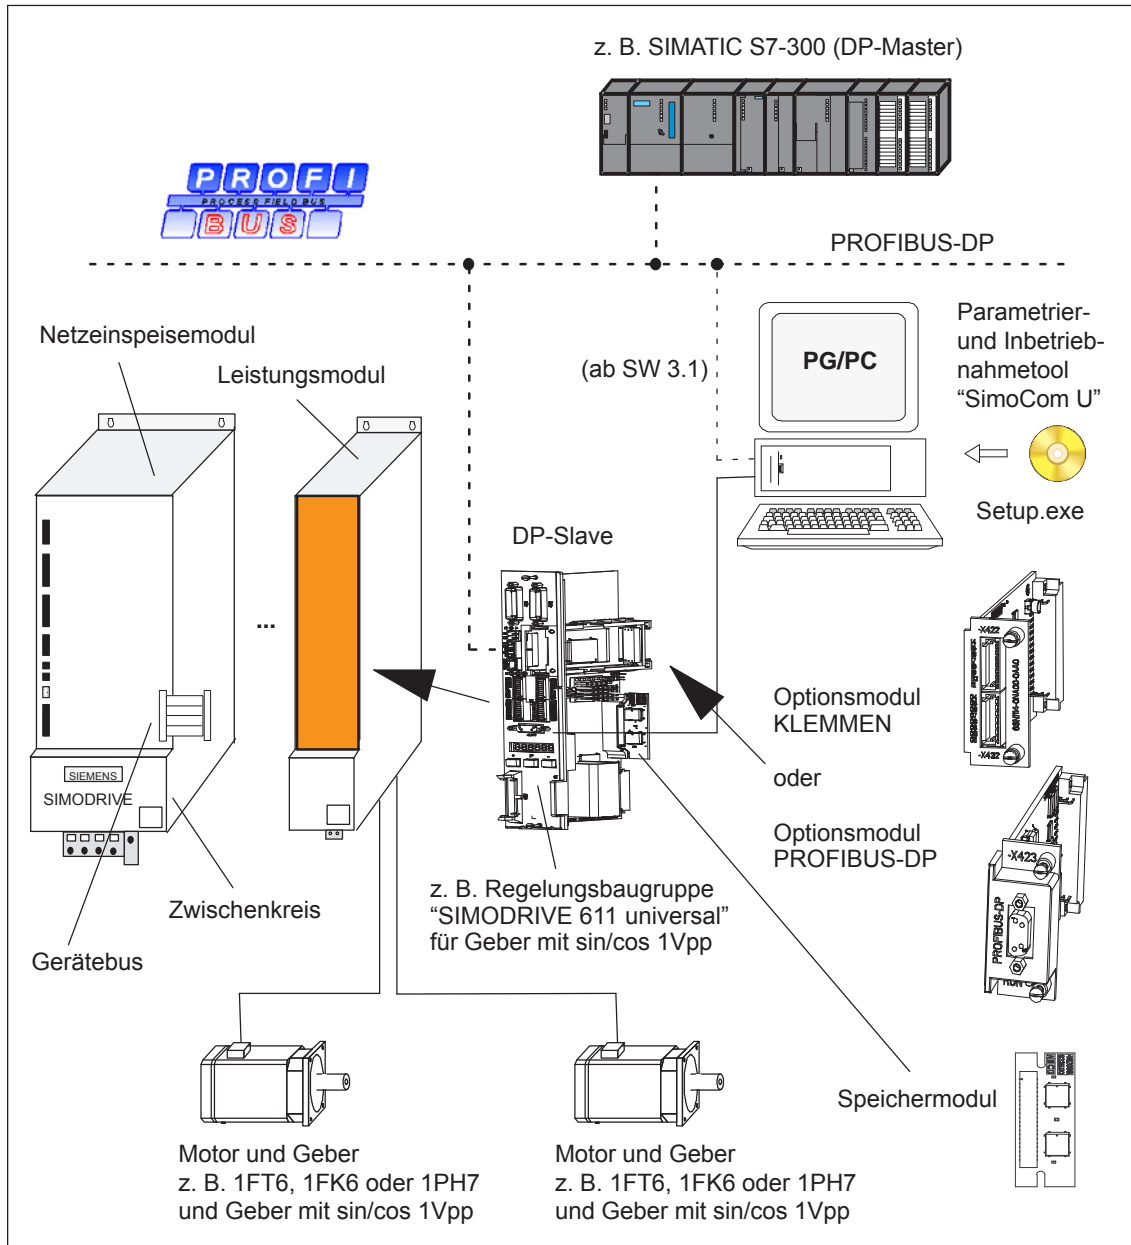 z. B. SIMATIC S7-300 (DP-Master)
PROFI
PROCESS FIELD BUS
BUS
PROFIBUS-DP
Netzeinspeisemodul
Leistungsmodul
(ab SW 3.1)
PG/PC
Parametrier-
und Inbetrieb-
nahmetool
“SimoCom U”
Setup.exe
DP-Slave
...
-X422
-X432
Optionsmodul
KLEMMEN
oder
Optionsmodul
PROFIBUS-DP
-X423
PROFIBUS-DP
SIEMENS
SIMODRIVE
Zwischenkreis
Gerätebus
z. B. Regelungsbaugruppe
“SIMODRIVE 611 universal”
für Geber mit sin/cos 1Vpp
Speichermodul
Motor und Geber
z. B. 1FT6, 1FK6 oder 1PH7
und Geber mit sin/cos 1Vpp
Motor und Geber
z. B. 1FT6, 1FK6 oder 1PH7
und Geber mit sin/cos 1Vpp